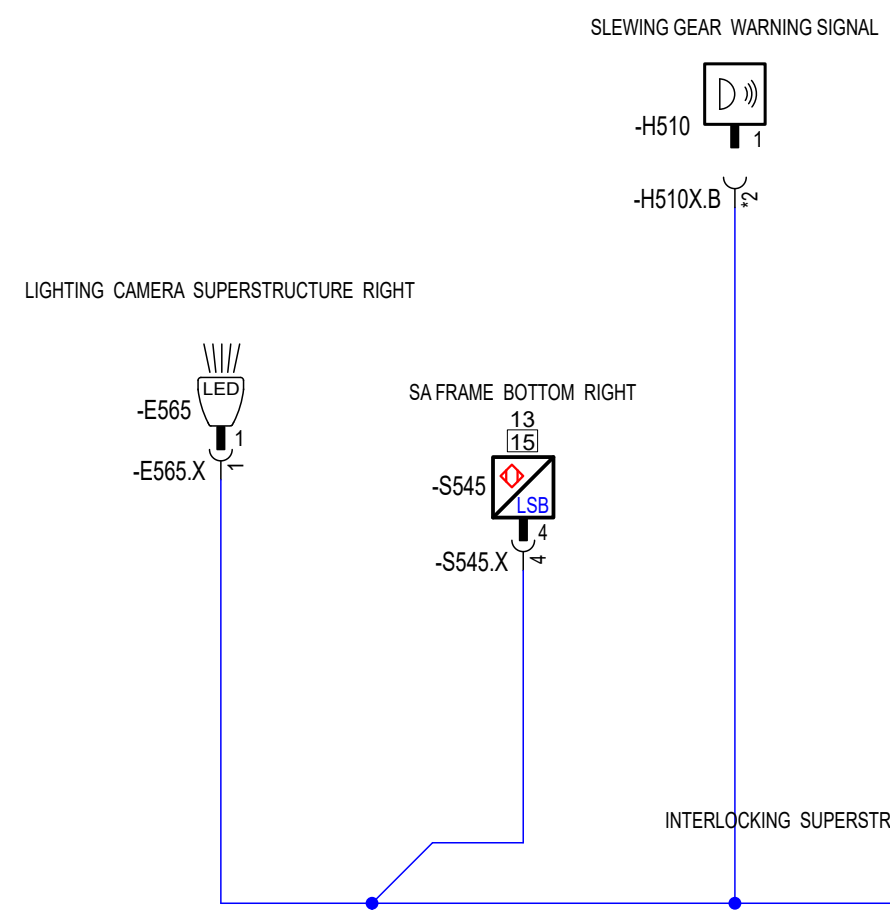 SLEWING GEAR WARNING SIGNAL
-H510
1
-H510X.B
*2
LIGHTING CAMERA SUPERSTRUCTURE RIGHT
LED
-E565
1
-E565.X
1
SA FRAME BOTTOM RIGHT
13
15
-S545
LSB
4
-S545.X
4
INTERLOCKING SUPERSTR